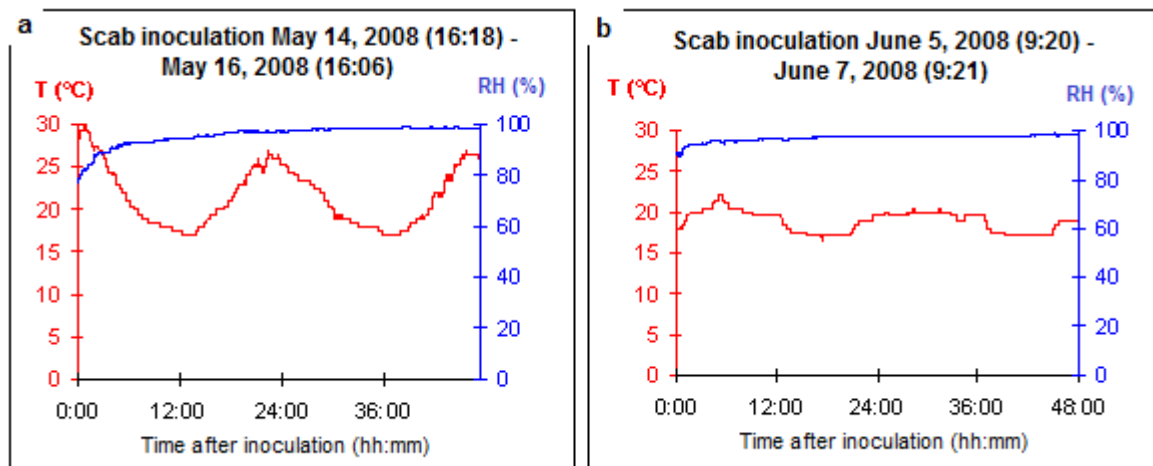 a
Scab inoculation May 14, 2008 (16:18) -
May 16, 2008 (16:06)
T (°C)
RH (%)
30
25
20
15
10
5
0
100
80
60
40
20
0
0:00 12:00 24:00 36:00
Time after inoculation (hh:mm)
b
Scab inoculation June 5, 2008 (9:20) -
June 7, 2008 (9:21)
T (°C)
RH (%)
30
25
20
15
10
5
0
100
80
60
40
20
0
0:00 12:00 24:00 36:00 48:00
Time after inoculation (hh:mm)